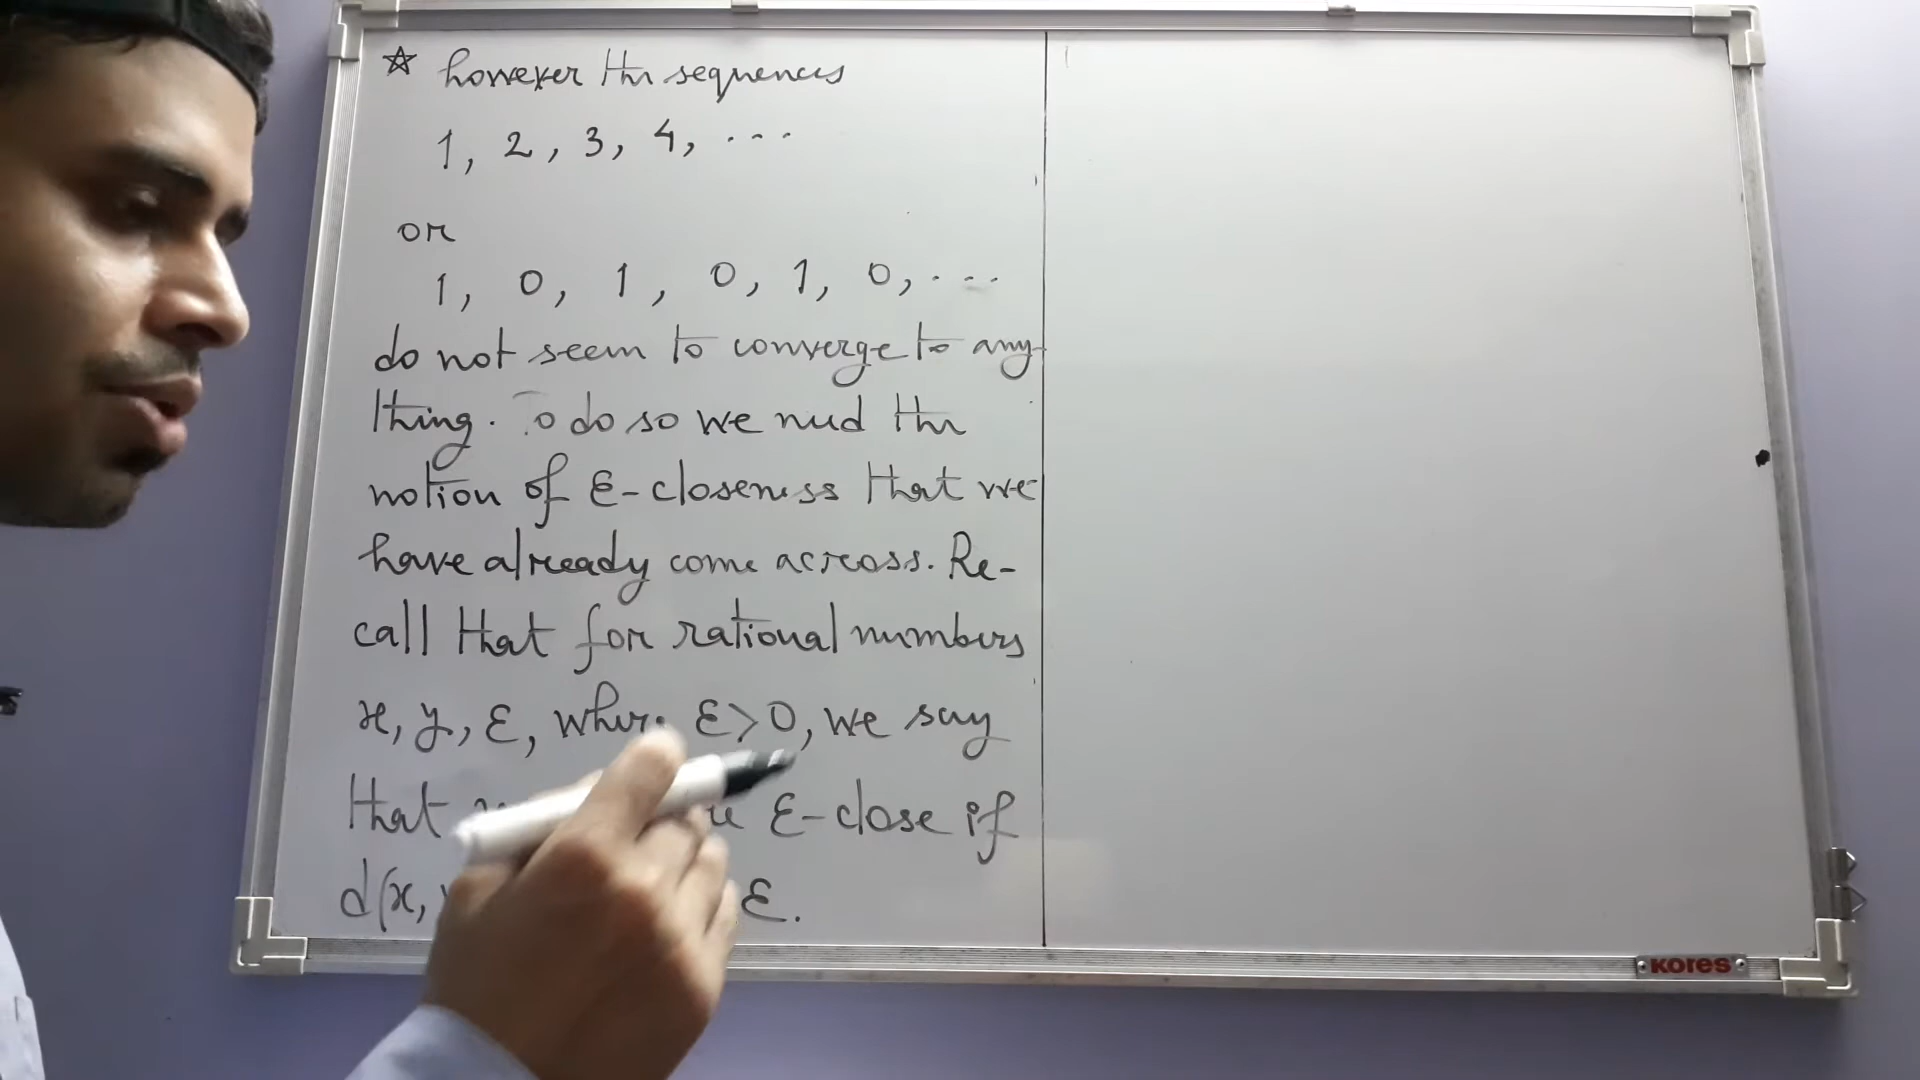 ☆ however the sequences
1, 2, 3, 4, ...
or
1, 0, 1, 0, 1, 0, ...
do not seem to converge to any
thing. To do so we need the
notion of ε-closeness that we
have already come across. Re-
call that for rational numbers
x, y, ε, where ε>0, we say
that ε-close if
d(x, ε.
KORES